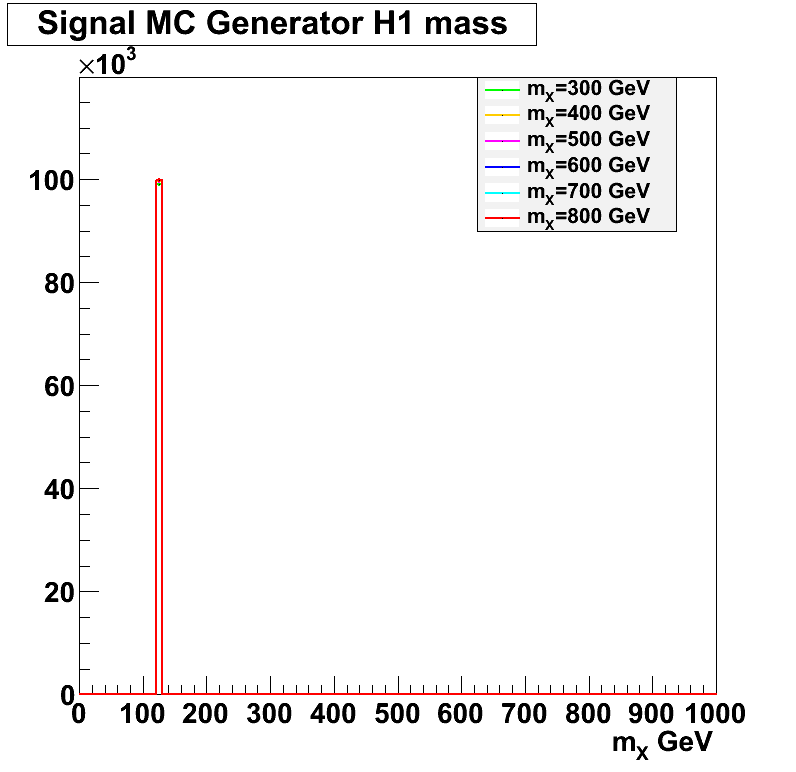 Signal MC Generator H1 mass
×10³
m_X=300 GeV
m_X=400 GeV
m_X=500 GeV
m_X=600 GeV
m_X=700 GeV
m_X=800 GeV
100
80
60
40
20
0
0 100 200 300 400 500 600 700 800 900 1000
m_X GeV